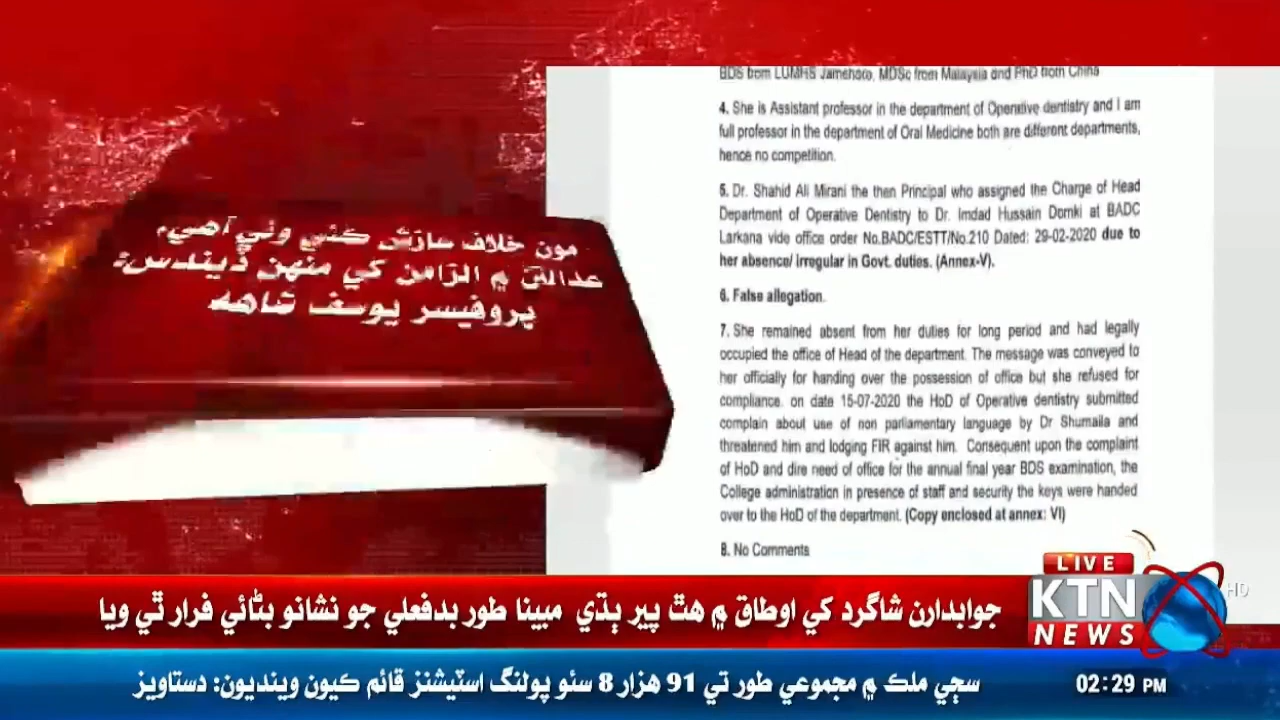 مون خلاف سازش ڪئي وئي آهي،
عدالتن ۾ الزامن کي منهن ڏيندس:
پروفيسر يوسف شاهه
BDS from LUMHS Jamshoro, MDSc from Malaysia and PhD from China
4. She is Assistant professor in the department of Operative dentistry and I am
full professor in the department of Oral Medicine both are different departments,
hence no competition.
5. Dr. Shahid Ali Mirani the then Principal who assigned the Charge of Head
Department of Operative Dentistry to Dr. Imdad Hussain Domki at BADC
Larkana vide office order No.BADC/ESTT/No.210 Dated: 29-02-2020 due to
her absence/ irregular in Govt. duties. (Annex-V).
6. False allegation.
7. She remained absent from her duties for long period and had legally
occupied the office of Head of the department. The message was conveyed to
her officially for handing over the possession of office but she refused for
compliance. on date 15-07-2020 the HoD of Operative dentistry submitted
complain about use of non parliamentary language by Dr Shumaila and
threatened him and lodging FIR against him. Consequent upon the complaint
of HoD and dire need of office for the annual final year BDS examination, the
College administration in presence of staff and security the keys were handed
over to the HoD of the department. (Copy enclosed at annex: VI)
8. No Comments
LIVE
KTN HD
NEWS
جوابدارن شاگرد کي اوطاق ۾ هٿ پير ٻڌي مبينا طور بدفعلي جو نشانو بڻائي فرار ٿي ويا
سڄي ملڪ ۾ مجموعي طور تي 91 هزار 8 سئو پولنگ اسٽيشنز قائم ڪيون وينديون: دستاويز
02:29 PM